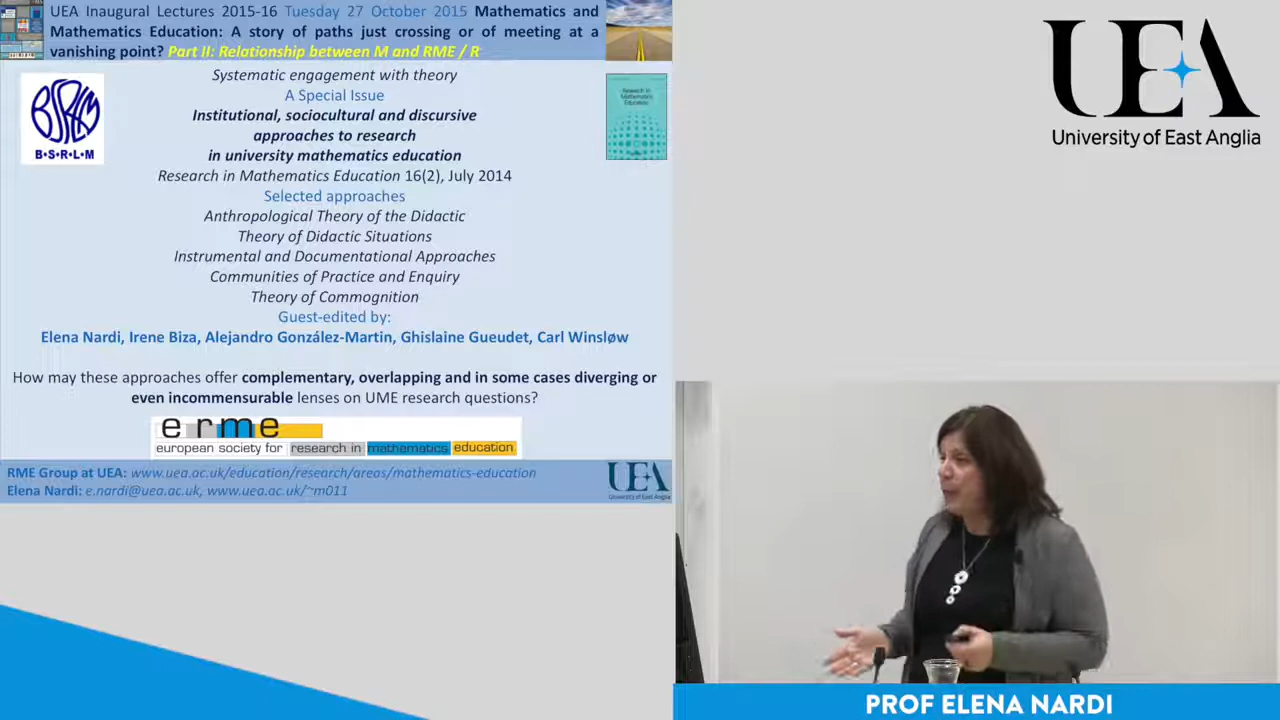 UEA Inaugural Lectures 2015-16 Tuesday 27 October 2015 Mathematics and
Mathematics Education: A story of paths just crossing or of meeting at a
vanishing point? Part II: Relationship between M and RME / R
Systematic engagement with theory
A Special Issue
Institutional, sociocultural and discursive
approaches to research
in university mathematics education
Research in Mathematics Education 16(2), July 2014
Selected approaches
Anthropological Theory of the Didactic
Theory of Didactic Situations
Instrumental and Documentational Approaches
Communities of Practice and Enquiry
Theory of Commognition
Guest-edited by:
Elena Nardi, Irene Biza, Alejandro González-Martin, Ghislaine Gueudet, Carl Winsløw
How may these approaches offer complementary, overlapping and in some cases diverging or
even incommensurable lenses on UME research questions?
BSRLM
B·S·R·L·M
Research in
Mathematics
Education
erme
european society for research in mathematics education
RME Group at UEA: www.uea.ac.uk/education/research/areas/mathematics-education
Elena Nardi: e.nardi@uea.ac.uk, www.uea.ac.uk/~m011
UEA
University of East Anglia
UEA
University of East Anglia
PROF ELENA NARDI